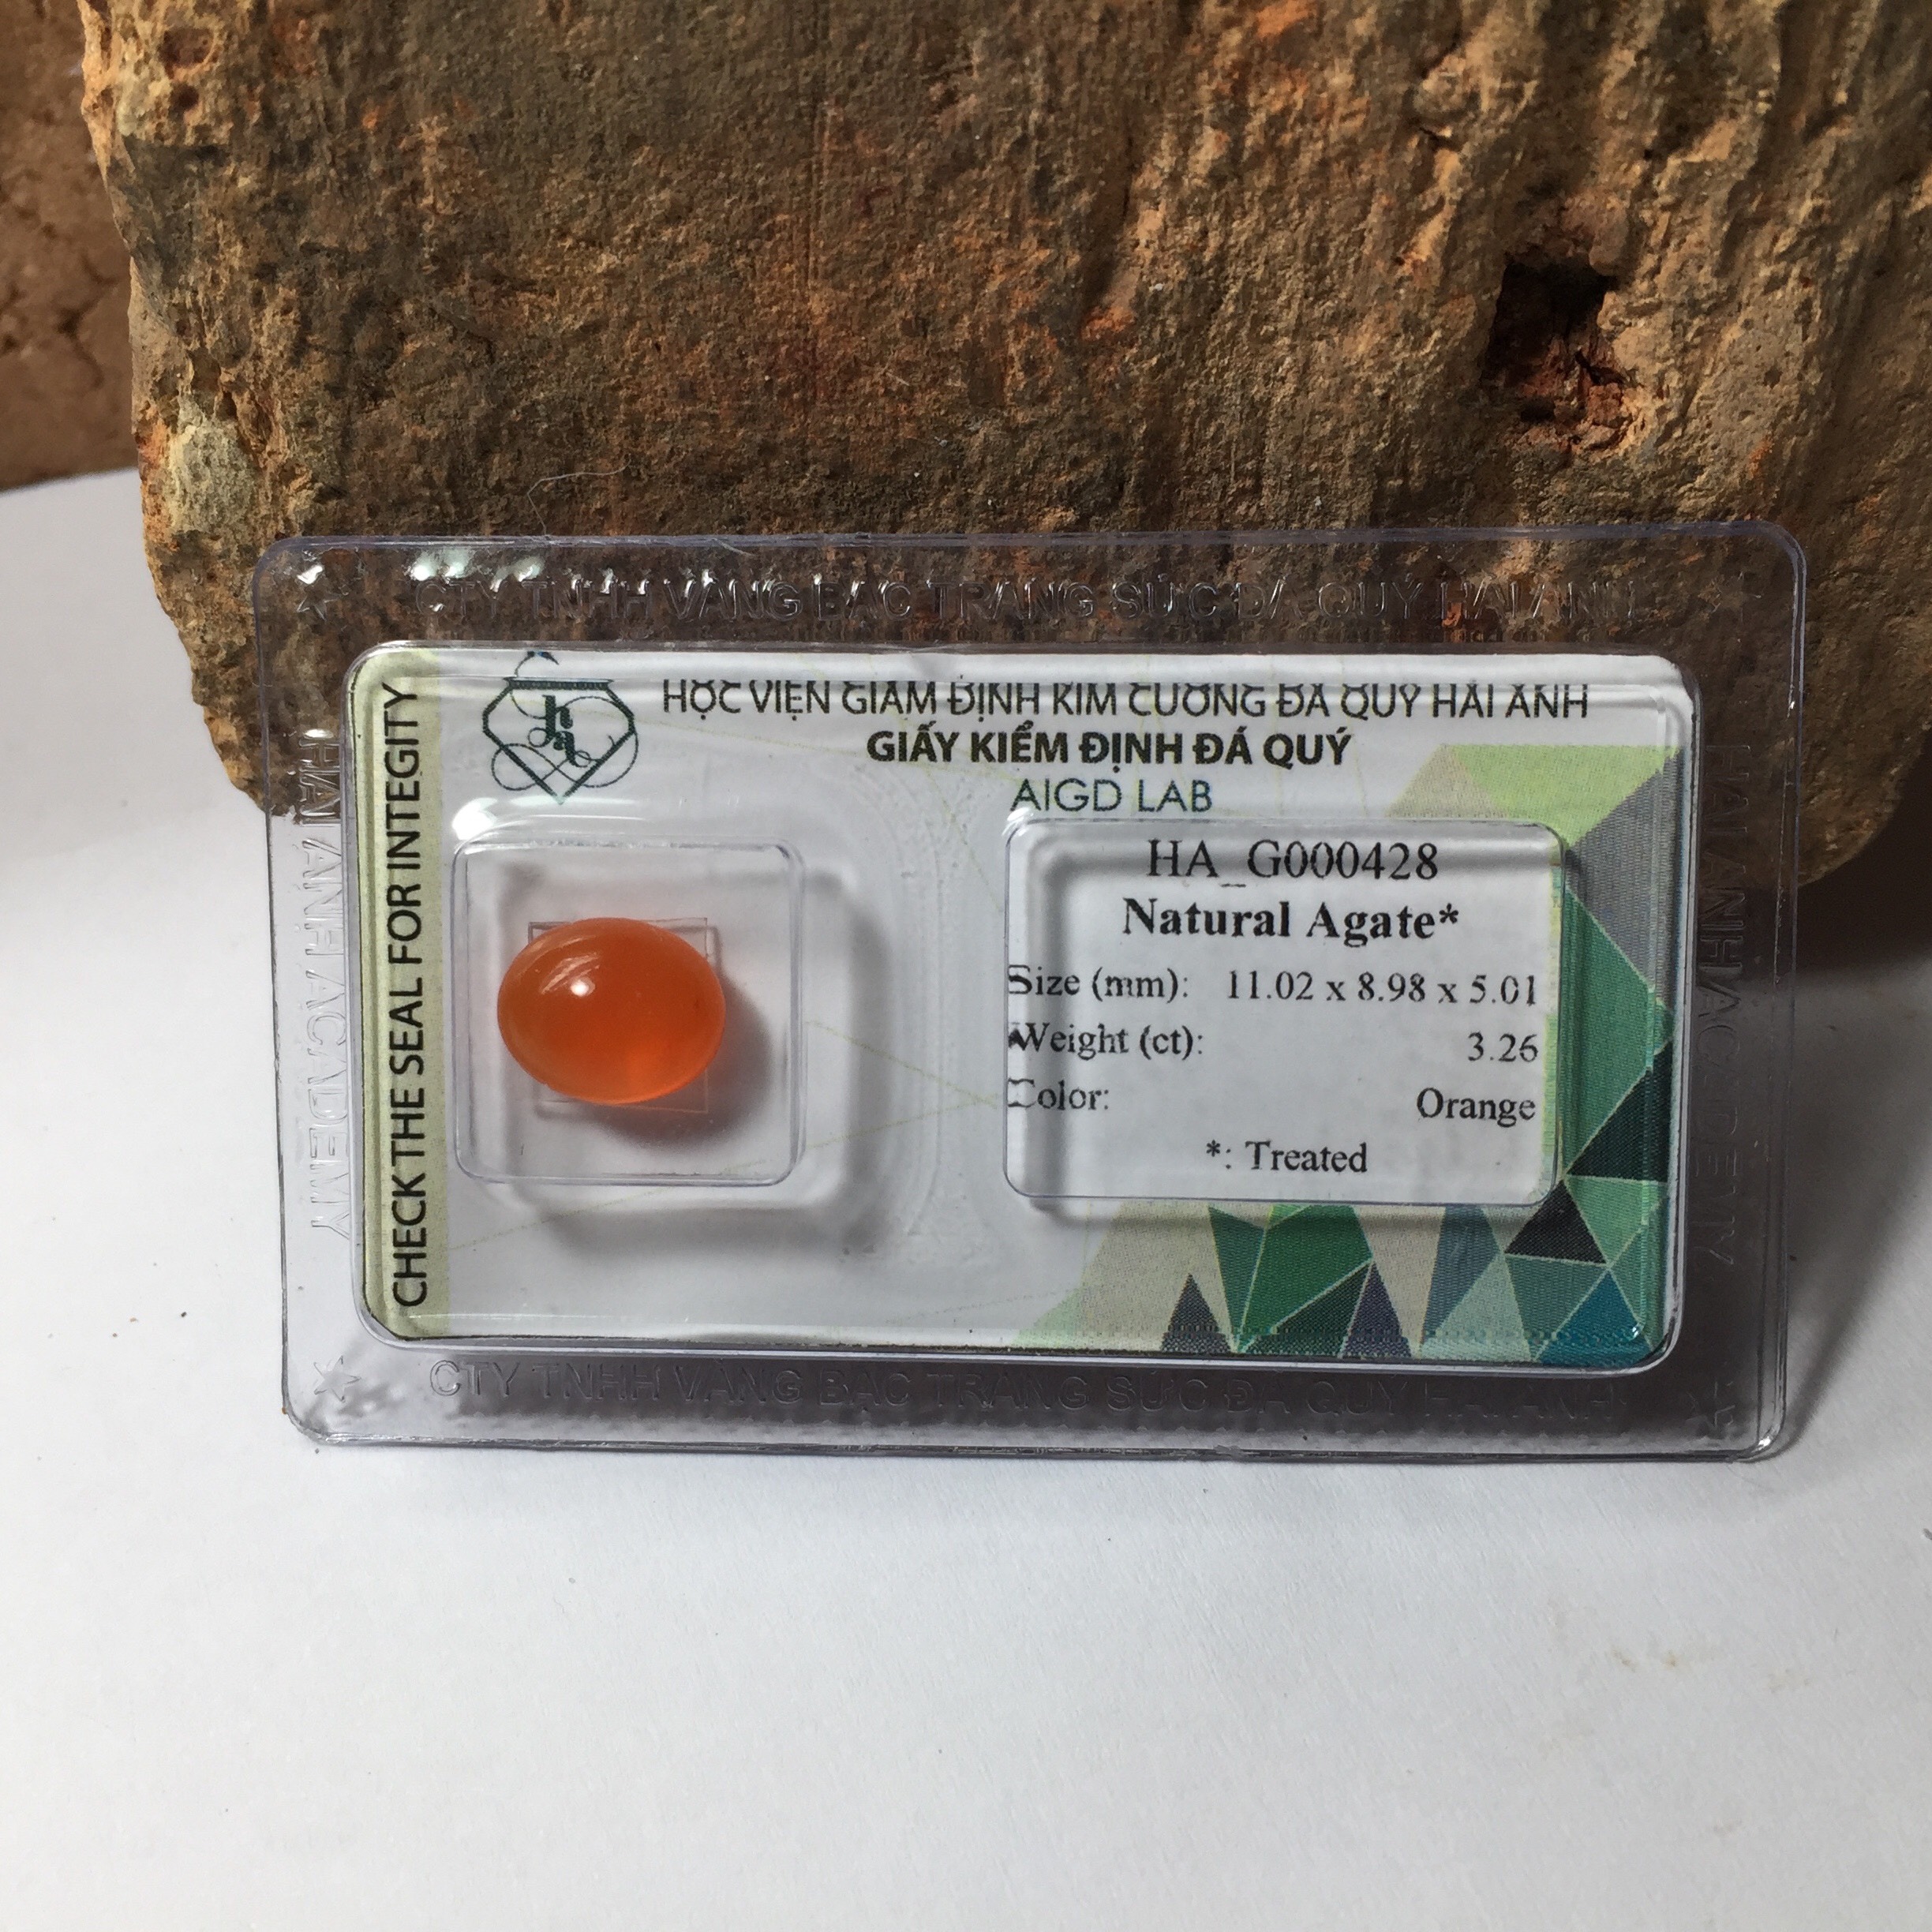 CTY TNHH VÀNG BẠC TRANG SỨC ĐÁ QUÝ HẢI ANH
HẢI ANH ACADEMY
CHECK THE SEAL FOR INTEGRITY
ha
HỌC VIỆN GIÁM ĐỊNH KIM CƯƠNG ĐÁ QUÝ HẢI ANH
GIẤY KIỂM ĐỊNH ĐÁ QUÝ
AIGD LAB
HA_G000428
Natural Agate*
Size (mm): 11.02 x 8.98 x 5.01
Weight (ct): 3.26
Color: Orange
*: Treated
HẢI ANH ACADEMY
CTY TNHH VÀNG BẠC TRANG SỨC ĐÁ QUÝ HẢI ANH